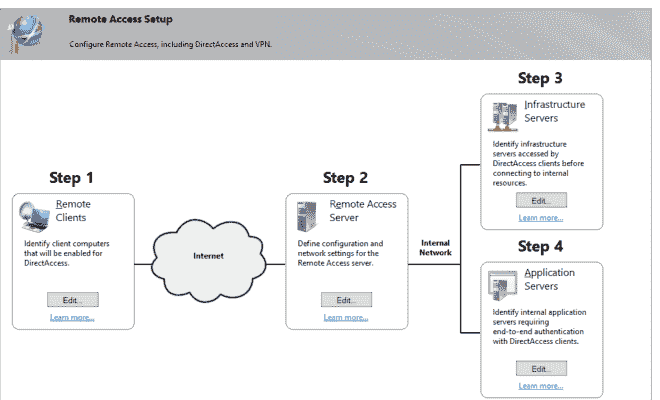 Remote Access Setup
Configure Remote Access, including DirectAccess and VPN.
Step 1
Remote
Clients
Identify client computers
that will be enabled for
DirectAccess.
Edit...
Learn more...
Internet
Step 2
Remote Access
Server
Define configuration and
network settings for the
Remote Access server.
Edit...
Learn more...
Internal
Network
Step 3
Infrastructure
Servers
Identify infrastructure
servers accessed by
DirectAccess clients before
connecting to internal
resources.
Edit...
Learn more...
Step 4
Application
Servers
Identify internal application
servers requiring
end-to-end authentication
with DirectAccess clients.
Edit...
Learn more...